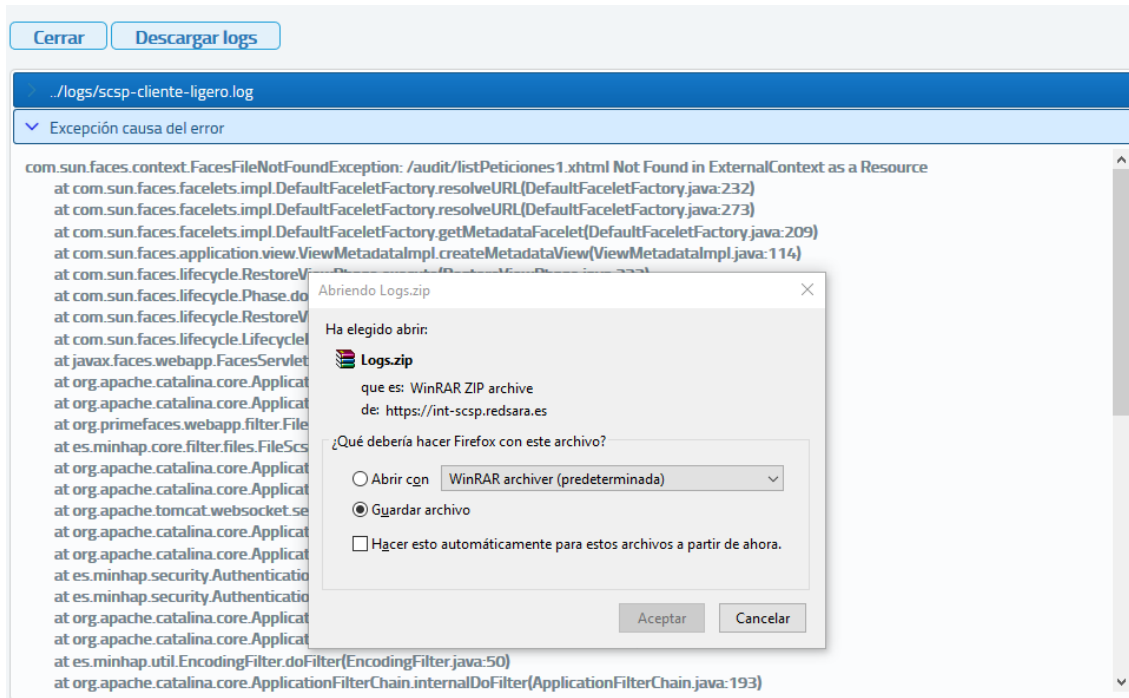 Cerrar
Descargar logs
../logs/scsp-cliente-ligero.log
Excepción causa del error
com.sun.faces.context.FacesFileNotFoundException: /audit/listPeticiones1.xhtml Not Found in ExternalContext as a Resource
at com.sun.faces.facelets.impl.DefaultFaceletFactory.resolveURL(DefaultFaceletFactory.java:232)
at com.sun.faces.facelets.impl.DefaultFaceletFactory.resolveURL(DefaultFaceletFactory.java:273)
at com.sun.faces.facelets.impl.DefaultFaceletFactory.getMetadataFacelet(DefaultFaceletFactory.java:209)
at com.sun.faces.application.view.ViewMetadataImpl.createMetadataView(ViewMetadataImpl.java:114)
at com.sun.faces.lifecycle.RestoreViewPhase.execute(RestoreViewPhase.java:233)
at com.sun.faces.lifecycle.Phase.do
at com.sun.faces.lifecycle.RestoreV
at com.sun.faces.lifecycle.Lifecycle
at javax.faces.webapp.FacesServlet
at org.apache.catalina.core.Applicat
at org.apache.catalina.core.Applicat
at org.primefaces.webapp.filter.File
at es.minhap.core.filter.files.FileScs
at org.apache.catalina.core.Applicat
at org.apache.catalina.core.Applicat
at org.apache.tomcat.websocket.se
at org.apache.catalina.core.Applicat
at org.apache.catalina.core.Applicat
at es.minhap.security.Authenticatio
at es.minhap.security.Authenticatio
at org.apache.catalina.core.Applicat
at org.apache.catalina.core.Applicat
at es.minhap.util.EncodingFilter.doFilter(EncodingFilter.java:50)
at org.apache.catalina.core.ApplicationFilterChain.internalDoFilter(ApplicationFilterChain.java:193)
Abriendo Logs.zip
Ha elegido abrir:
Logs.zip
que es: WinRAR ZIP archive
de: https://int-scsp.redsara.es
¿Qué debería hacer Firefox con este archivo?
Abrir con
WinRAR archiver (predeterminada)
Guardar archivo
Hacer esto automáticamente para estos archivos a partir de ahora.
Aceptar
Cancelar